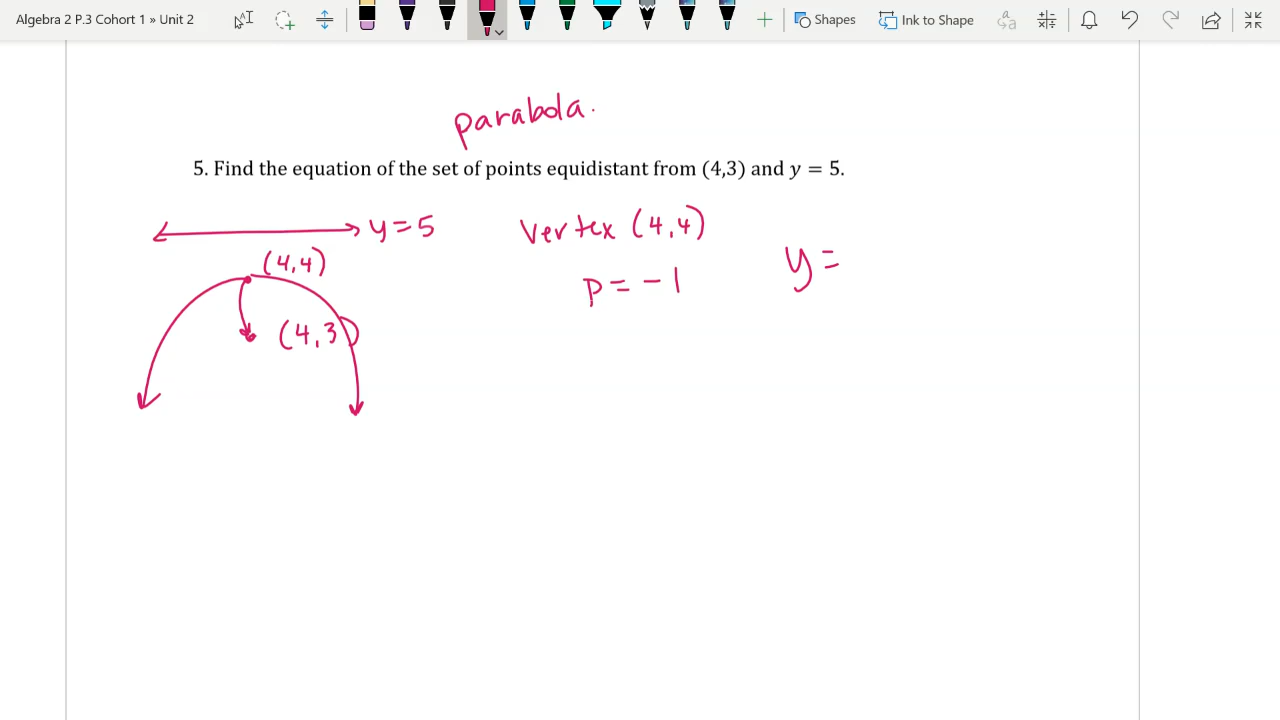 Algebra 2 P.3 Cohort 1 » Unit 2
Shapes
Ink to Shape
parabola.
5. Find the equation of the set of points equidistant from (4,3) and y = 5.
y = 5
vertex (4,4)
(4,4)
p = -1
y =
(4,3)